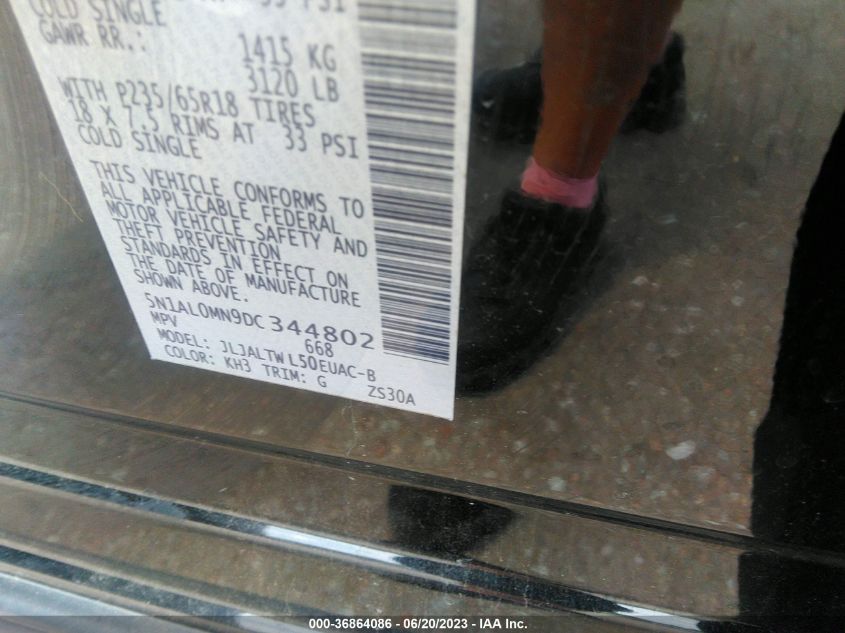 33 PSI
COLD SINGLE
GAWR RR.:
1415 KG
3120 LB
WITH P235/65R18 TIRES
18 X 7.5 RIMS AT 33 PSI
COLD SINGLE
THIS VEHICLE CONFORMS TO
ALL APPLICABLE FEDERAL
MOTOR VEHICLE SAFETY AND
THEFT PREVENTION
STANDARDS IN EFFECT ON
THE DATE OF MANUFACTURE
SHOWN ABOVE.
5N1AL0MN9DC344802
MPV 668
MODEL: JLJALTWL50EUAC-B
COLOR: KH3 TRIM: G ZS30A
000-36864086 - 06/20/2023 - IAA Inc.